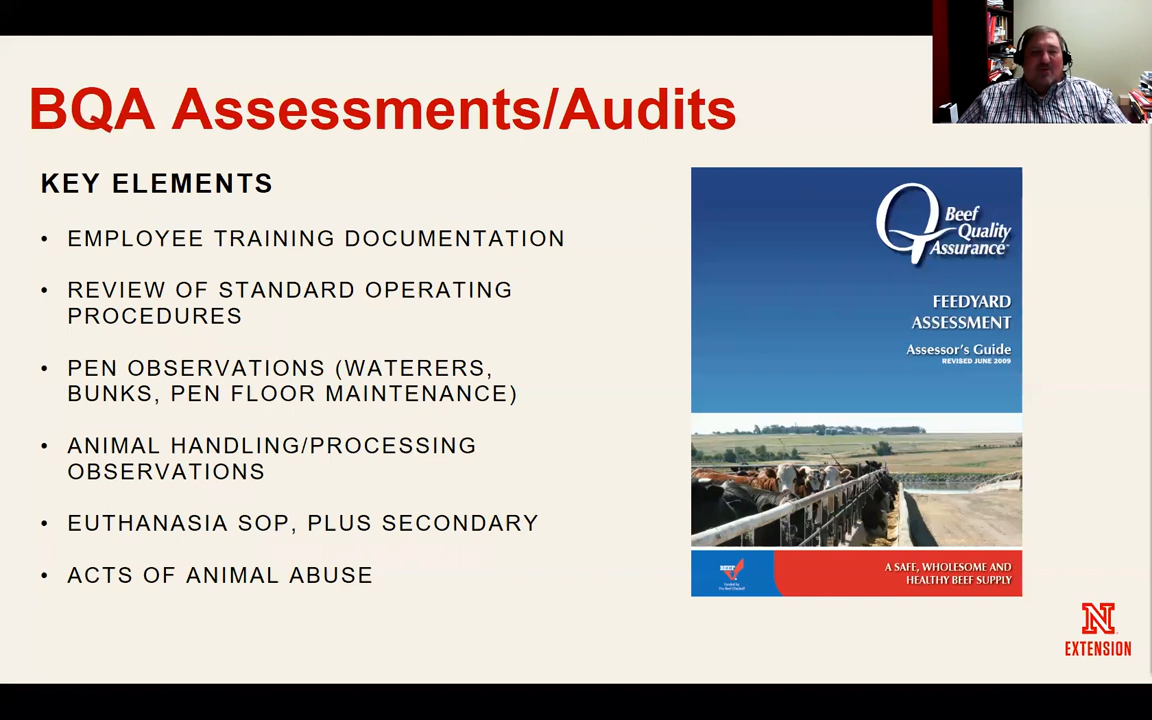 BQA Assessments/Audits
KEY ELEMENTS
• EMPLOYEE TRAINING DOCUMENTATION
• REVIEW OF STANDARD OPERATING
PROCEDURES
• PEN OBSERVATIONS (WATERERS,
BUNKS, PEN FLOOR MAINTENANCE)
• ANIMAL HANDLING/PROCESSING
OBSERVATIONS
• EUTHANASIA SOP, PLUS SECONDARY
• ACTS OF ANIMAL ABUSE
Beef
Quality
Assurance
FEEDYARD
ASSESSMENT
Assessor's Guide
REVISED JUNE 2009
BEEF
A SAFE, WHOLESOME AND
HEALTHY BEEF SUPPLY
N
EXTENSION